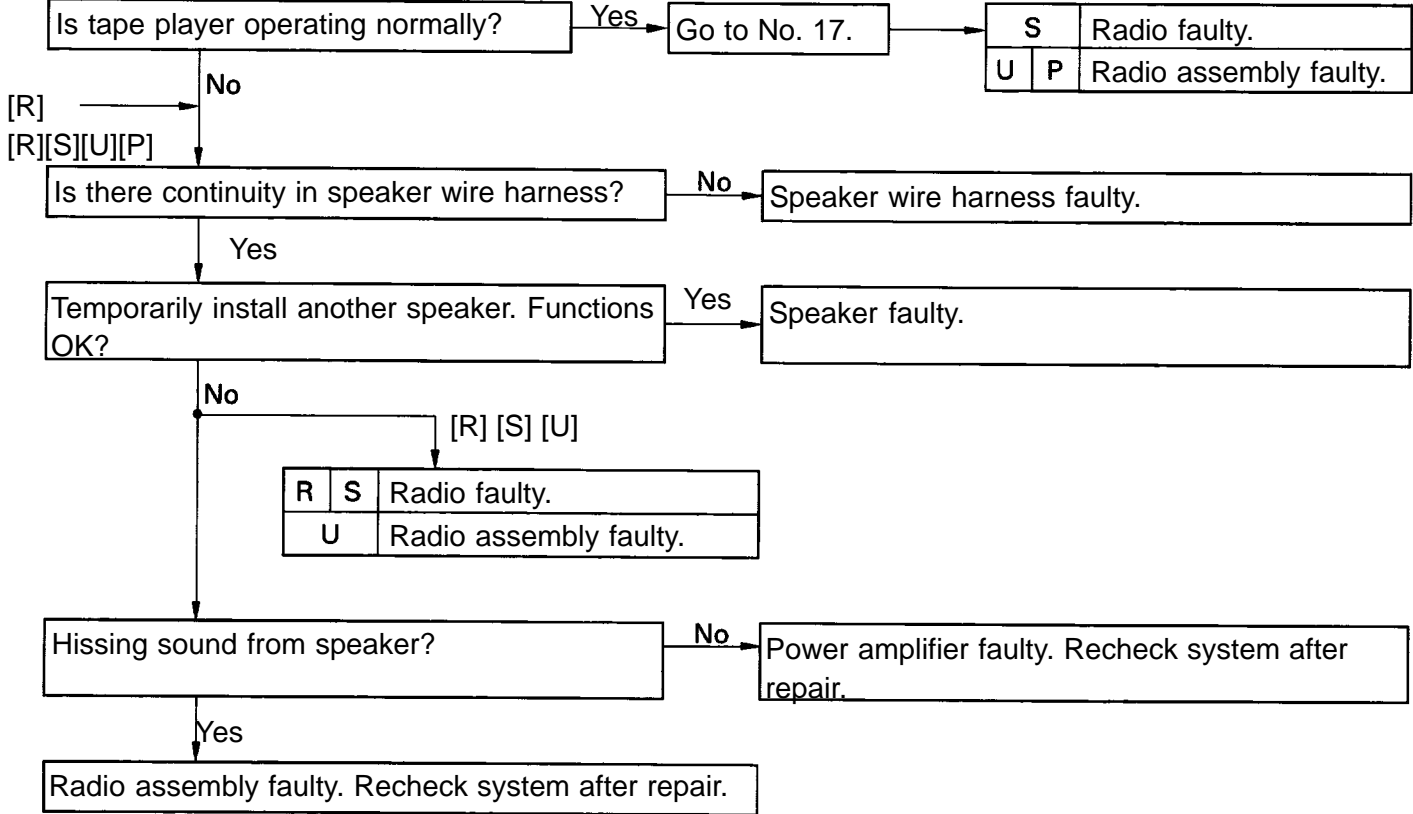 Is tape player operating normally?
Yes
Go to No. 17.
S Radio faulty.
U P Radio assembly faulty.
No
[R]
[R][S][U][P]
Is there continuity in speaker wire harness?
No
Speaker wire harness faulty.
Yes
Temporarily install another speaker. Functions
OK?
Yes
Speaker faulty.
No
[R] [S] [U]
R S Radio faulty.
U Radio assembly faulty.
Hissing sound from speaker?
No
Power amplifier faulty. Recheck system after
repair.
Yes
Radio assembly faulty. Recheck system after repair.